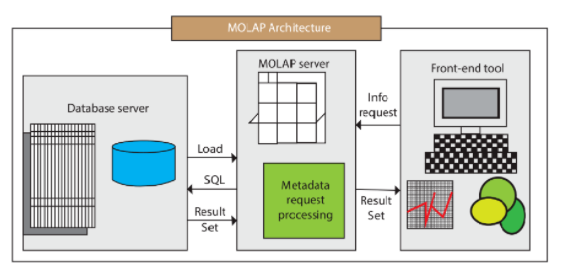 MOLAP Architecture
MOLAP server
Front-end tool
Database server
Info
request
Load
SQL
Result
Set
Metadata
request
processing
Result
Set